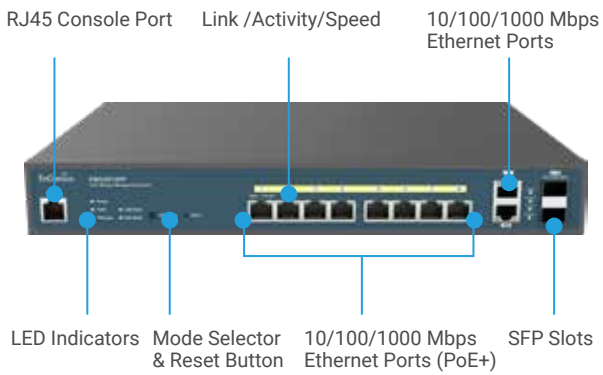 RJ45 Console Port
Link /Activity/Speed
10/100/1000 Mbps
Ethernet Ports
LED Indicators
Mode Selector
& Reset Button
10/100/1000 Mbps
Ethernet Ports (PoE+)
SFP Slots